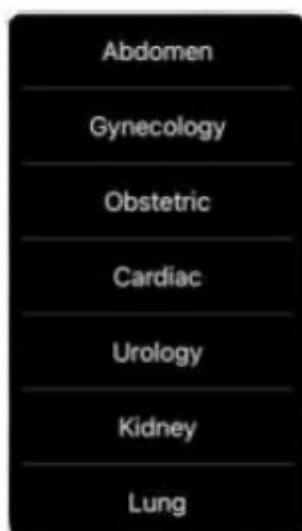 Abdomen
Gynecology
Obstetric
Cardiac
Urology
Kidney
Lung